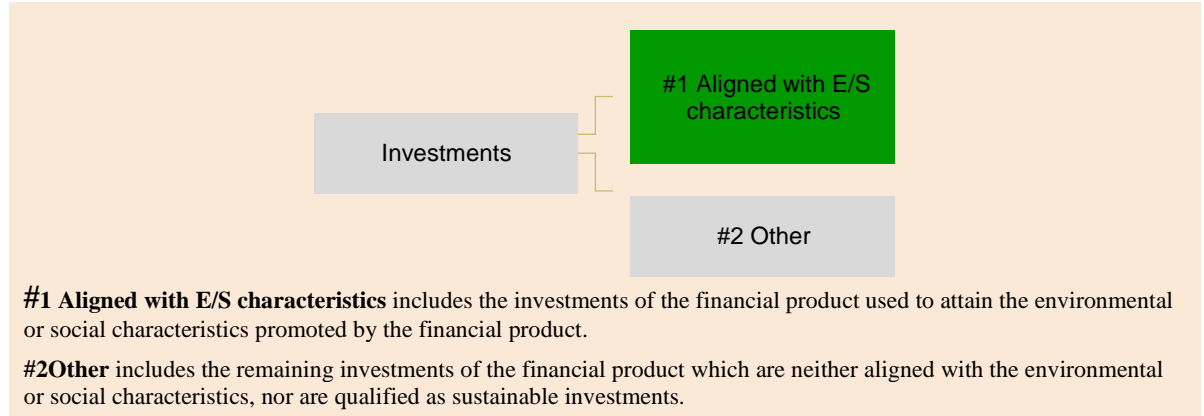 #1 Aligned with E/S
characteristics
Investments
#2 Other
#1 Aligned with E/S characteristics includes the investments of the financial product used to attain the environmental
or social characteristics promoted by the financial product.
#2Other includes the remaining investments of the financial product which are neither aligned with the environmental
or social characteristics, nor are qualified as sustainable investments.